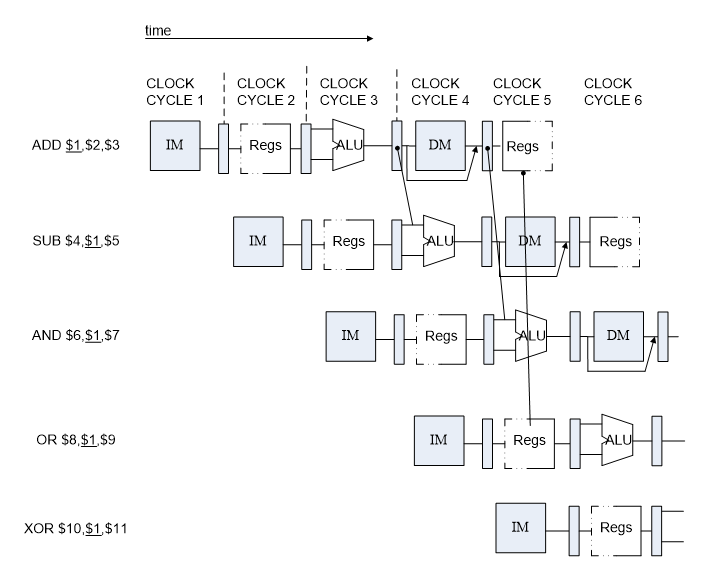 time
CLOCK CYCLE 1
CLOCK CYCLE 2
CLOCK CYCLE 3
CLOCK CYCLE 4
CLOCK CYCLE 5
CLOCK CYCLE 6
ADD $1,$2,$3
IM
Regs
ALU
DM
Regs
SUB $4,$1,$5
IM
Regs
ALU
DM
Regs
AND $6,$1,$7
IM
Regs
ALU
DM
OR $8,$1,$9
IM
Regs
ALU
XOR $10,$1,$11
IM
Regs